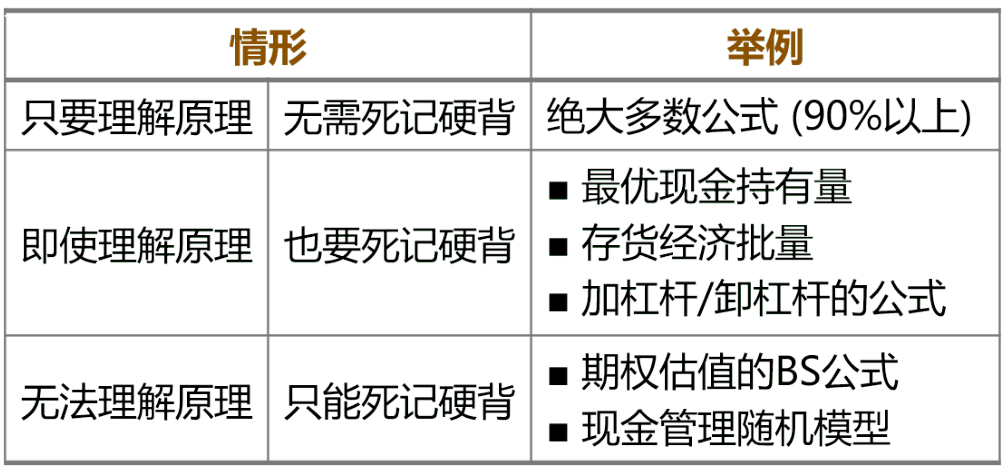 情形 举例
只要理解原理 无需死记硬背 绝大多数公式 (90%以上)
即使理解原理 也要死记硬背 ■ 最优现金持有量
■ 存货经济批量
■ 加杠杆/卸杠杆的公式
无法理解原理 只能死记硬背 ■ 期权估值的BS公式
■ 现金管理随机模型